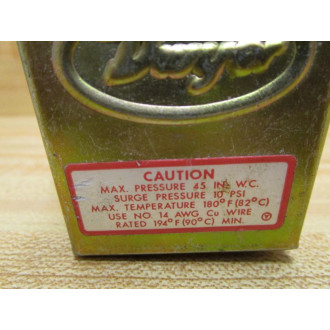 Dwyer
CAUTION
MAX. PRESSURE 45 IN. W.C.
SURGE PRESSURE 10 PSI
MAX. TEMPERATURE 180°F (82°C)
USE NO. 14 AWG Cu WIRE
RATED 194°F (90°C) MIN.